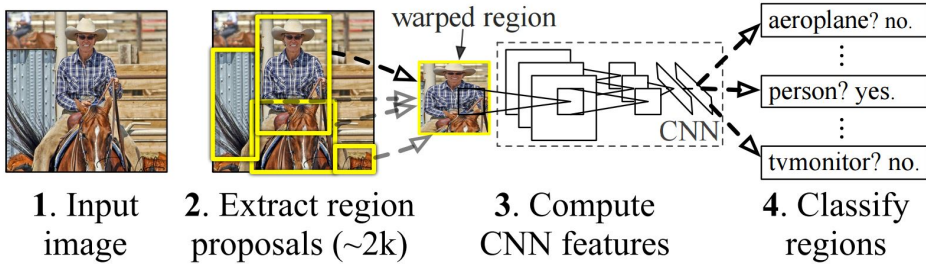 warped region
aeroplane? no.
⋮
person? yes.
⋮
tvmonitor? no.
CNN
1. Input
image
2. Extract region
proposals (~2k)
3. Compute
CNN features
4. Classify
regions